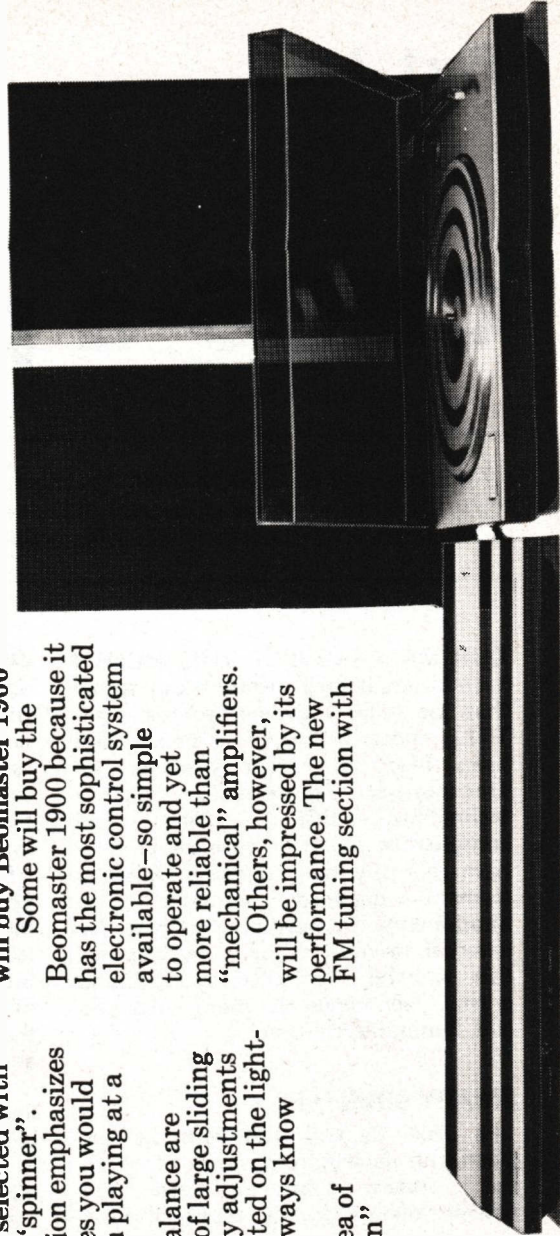 selected with
“spinner”.
ion emphasizes
es you would
n playing at a
alance are
of large sliding
y adjustments
ted on the light-
ways know
ea of
n”
will buy Beomaster 1900
Some will buy the
Beomaster 1900 because it
has the most sophisticated
electronic control system
available–so simple
to operate and yet
more reliable than
“mechanical” amplifiers.
Others, however,
will be impressed by its
performance. The new
FM tuning section with